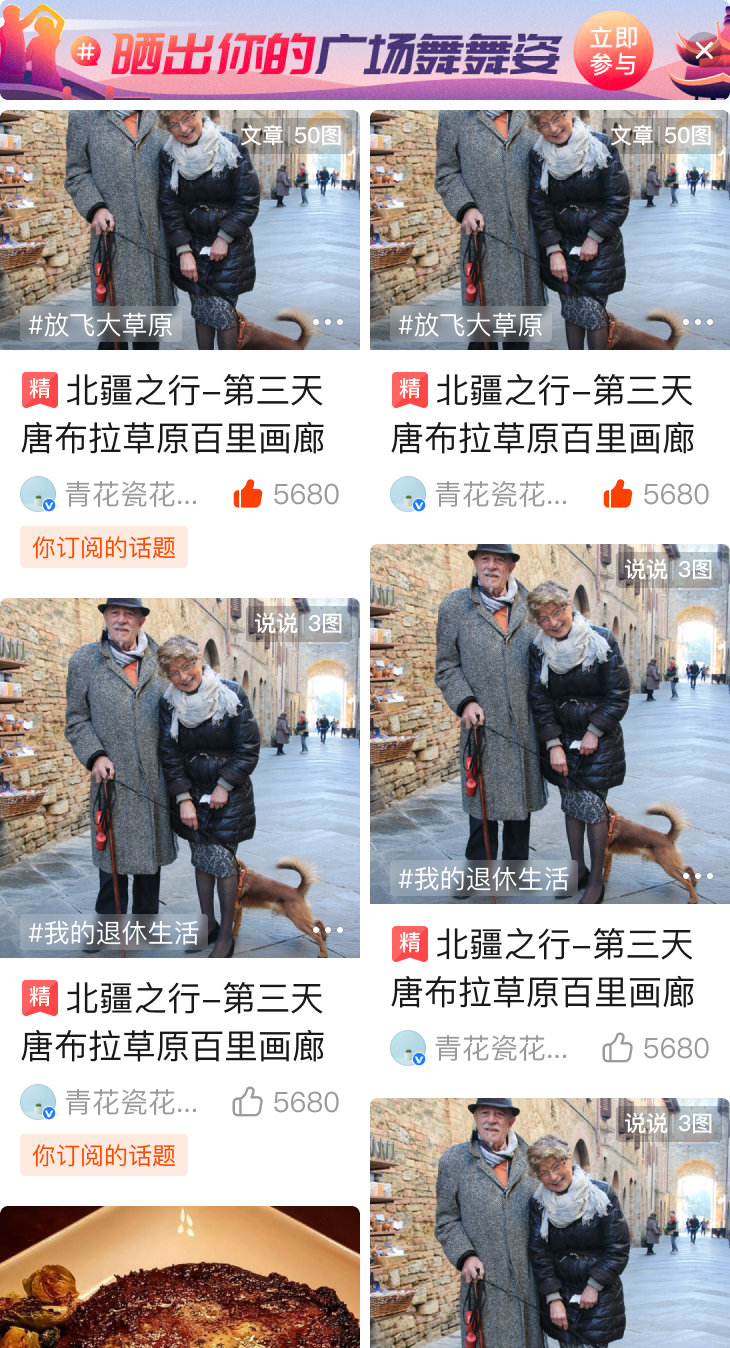 # 晒出你的广场舞舞姿
立即
参与
文章 50图
#放飞大草原
精 北疆之行–第三天
唐布拉草原百里画廊
青花瓷花... 5680
你订阅的话题
说说 3图
#我的退休生活
精 北疆之行–第三天
唐布拉草原百里画廊
青花瓷花... 5680
你订阅的话题
文章 50图
#放飞大草原
精 北疆之行–第三天
唐布拉草原百里画廊
青花瓷花... 5680
说说 3图
#我的退休生活
精 北疆之行–第三天
唐布拉草原百里画廊
青花瓷花... 5680
说说 3图